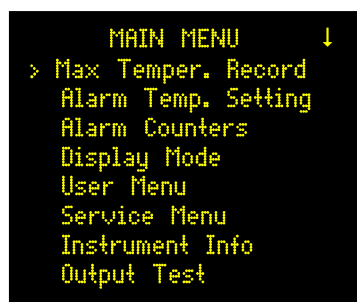 MAIN MENU ↓
> Max Temper. Record
Alarm Temp. Setting
Alarm Counters
Display Mode
User Menu
Service Menu
Instrument Info
Output Test